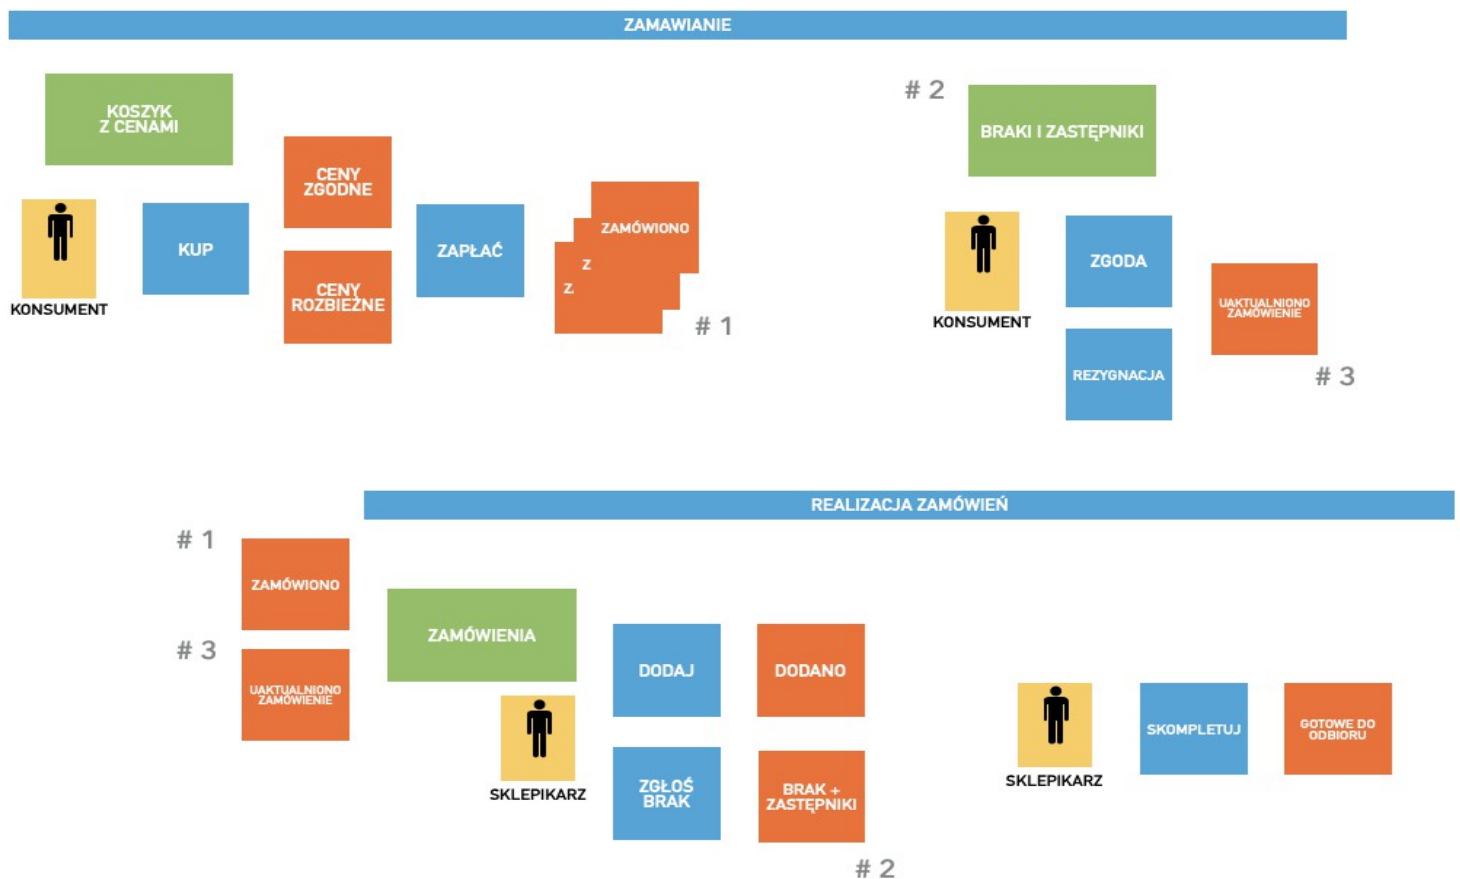 ZAMAWIANIE
KOSZYK
Z CENAMI
KONSUMENT
KUP
CENY
ZGODNE
CENY
ROZBIEŻNE
ZAPŁAĆ
ZAMÓWIONO
Z
Z
# 1
# 2
BRAKI I ZASTĘPNIKI
KONSUMENT
ZGODA
REZYGNACJA
UAKTUALNIONO
ZAMÓWIENIE
# 3
REALIZACJA ZAMÓWIEŃ
# 1
ZAMÓWIONO
# 3
UAKTUALNIONO
ZAMÓWIENIE
ZAMÓWIENIA
SKLEPIKARZ
DODAJ
ZGŁOŚ
BRAK
DODANO
BRAK +
ZASTĘPNIKI
# 2
SKLEPIKARZ
SKOMPLETUJ
GOTOWE DO
ODBIORU